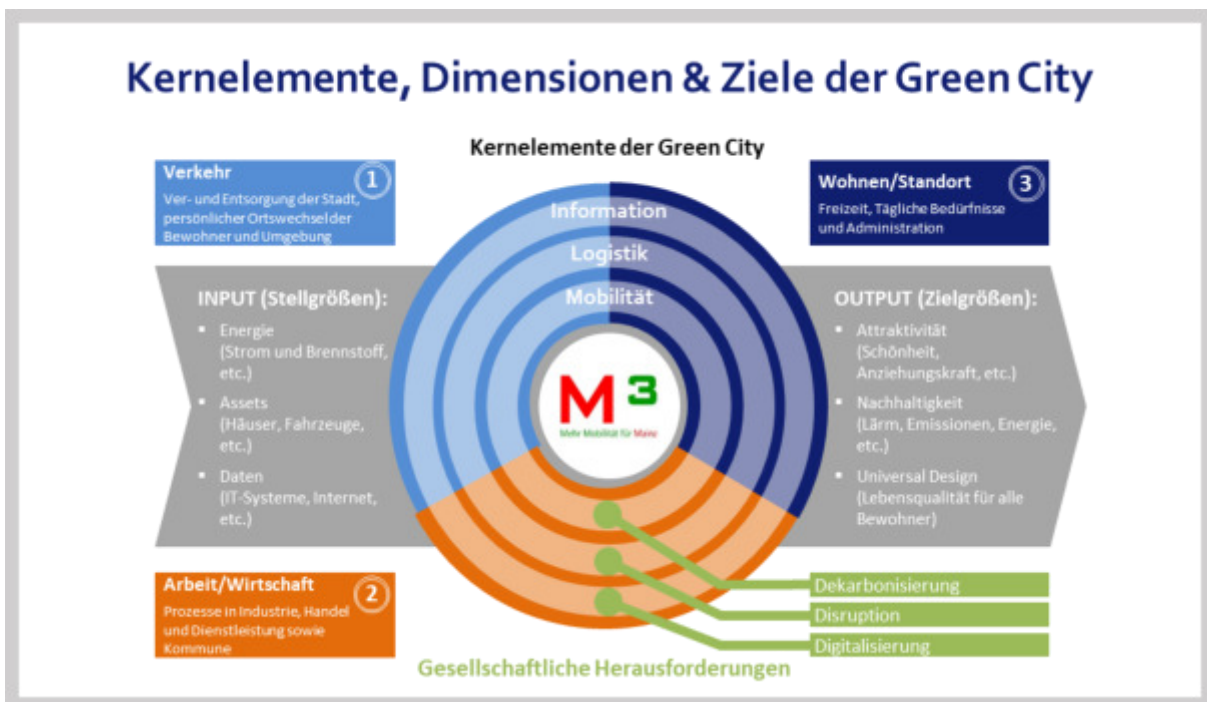 Kernelemente, Dimensionen & Ziele der Green City
Kernelemente der Green City
Verkehr
1
Ver- und Entsorgung der Stadt,
persönlicher Ortswechsel der
Bewohner und Umgebung
Wohnen/Standort
3
Freizeit, Tägliche Bedürfnisse
und Administration
Information
Logistik
Mobilität
INPUT (Stellgrößen):
▪ Energie
(Strom und Brennstoff,
etc.)
▪ Assets
(Häuser, Fahrzeuge,
etc.)
▪ Daten
(IT-Systeme, Internet,
etc.)
M³
Mehr Mobilität für Mainz
OUTPUT (Zielgrößen):
▪ Attraktivität
(Schönheit,
Anziehungskraft, etc.)
▪ Nachhaltigkeit
(Lärm, Emissionen, Energie,
etc.)
▪ Universal Design
(Lebensqualität für alle
Bewohner)
Arbeit/Wirtschaft
2
Prozesse in Industrie, Handel
und Dienstleistung sowie
Kommune
Dekarbonisierung
Disruption
Digitalisierung
Gesellschaftliche Herausforderungen